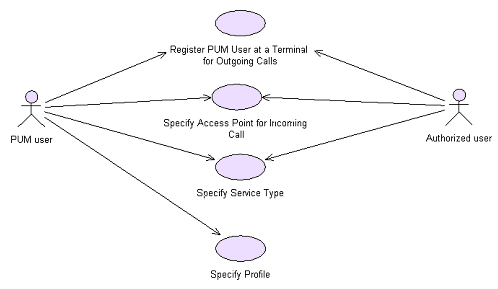 Register PUM User at a Terminal
for Outgoing Calls
PUM user
Specify Access Point for Incoming
Call
Authorized user
Specify Service Type
Specify Profile